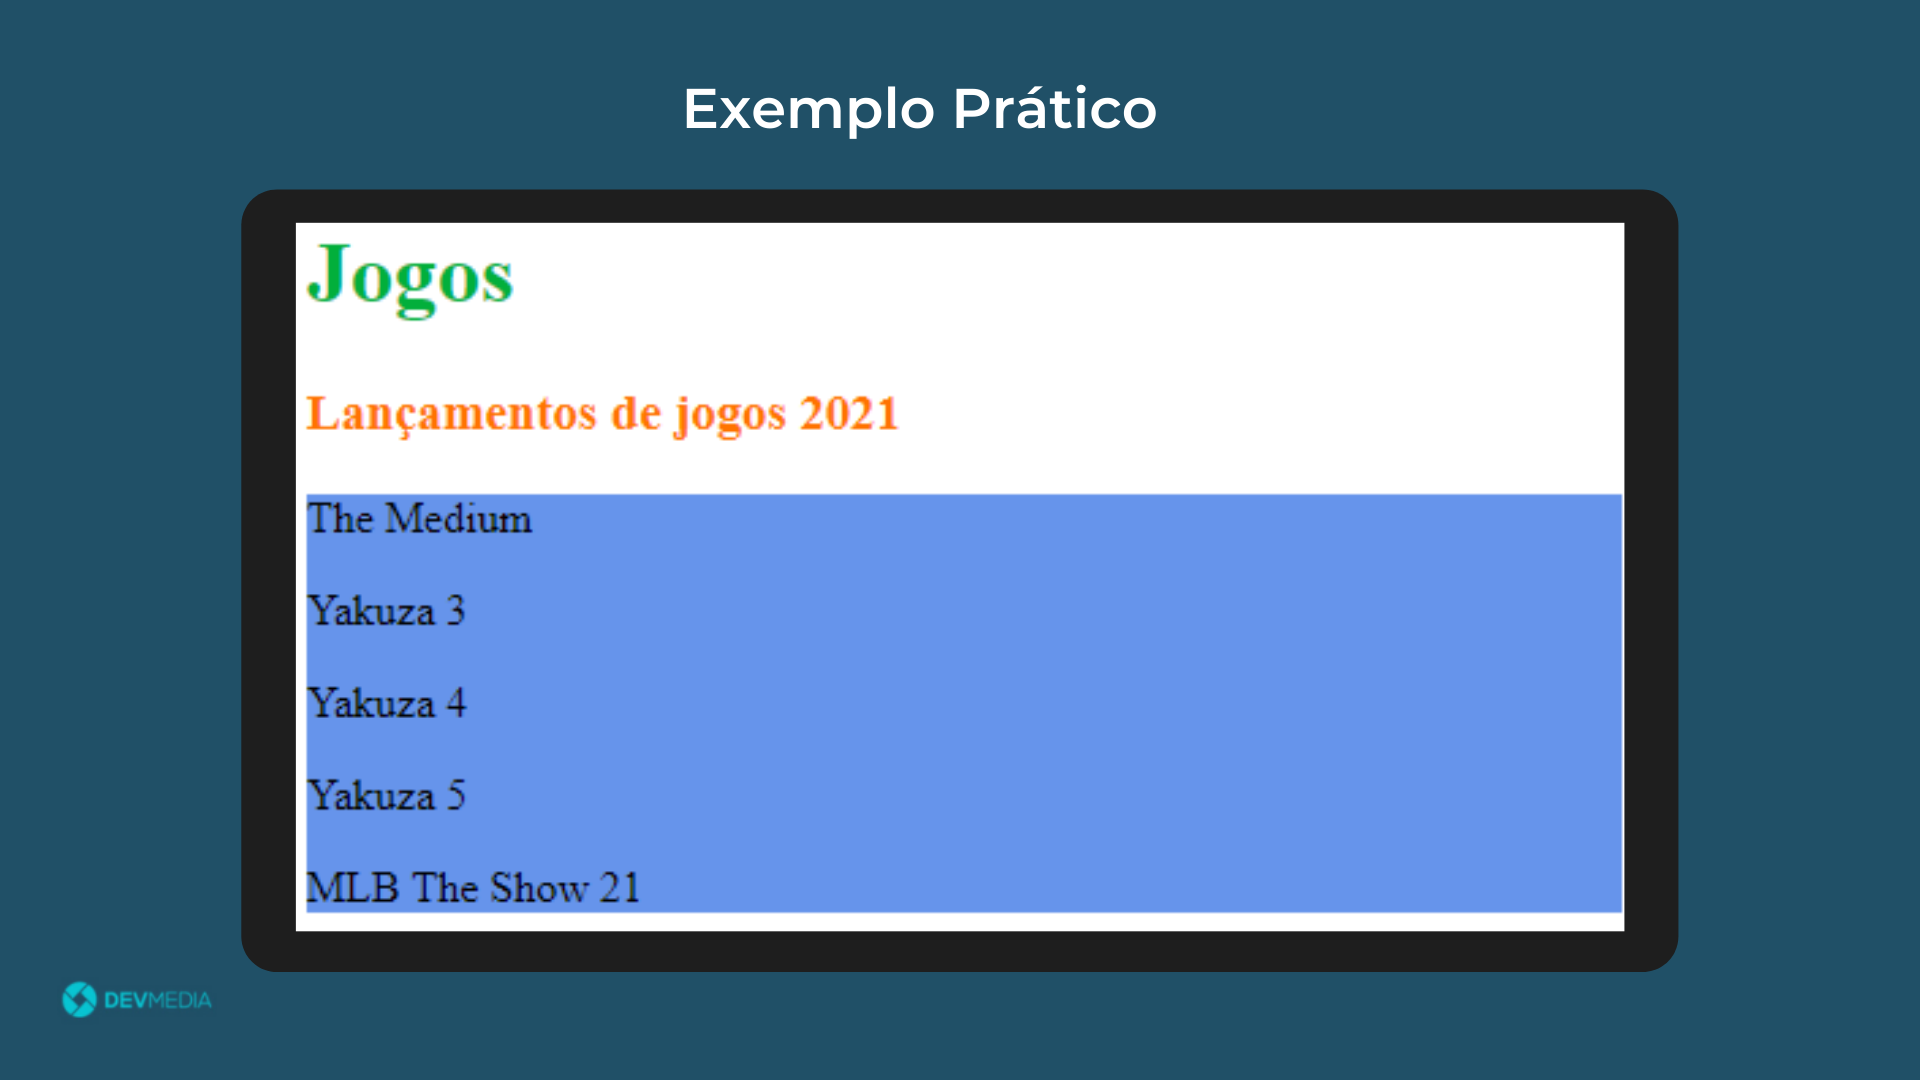 Exemplo Prático
Jogos
Lançamentos de jogos 2021
The Medium
Yakuza 3
Yakuza 4
Yakuza 5
MLB The Show 21
DEVMEDIA